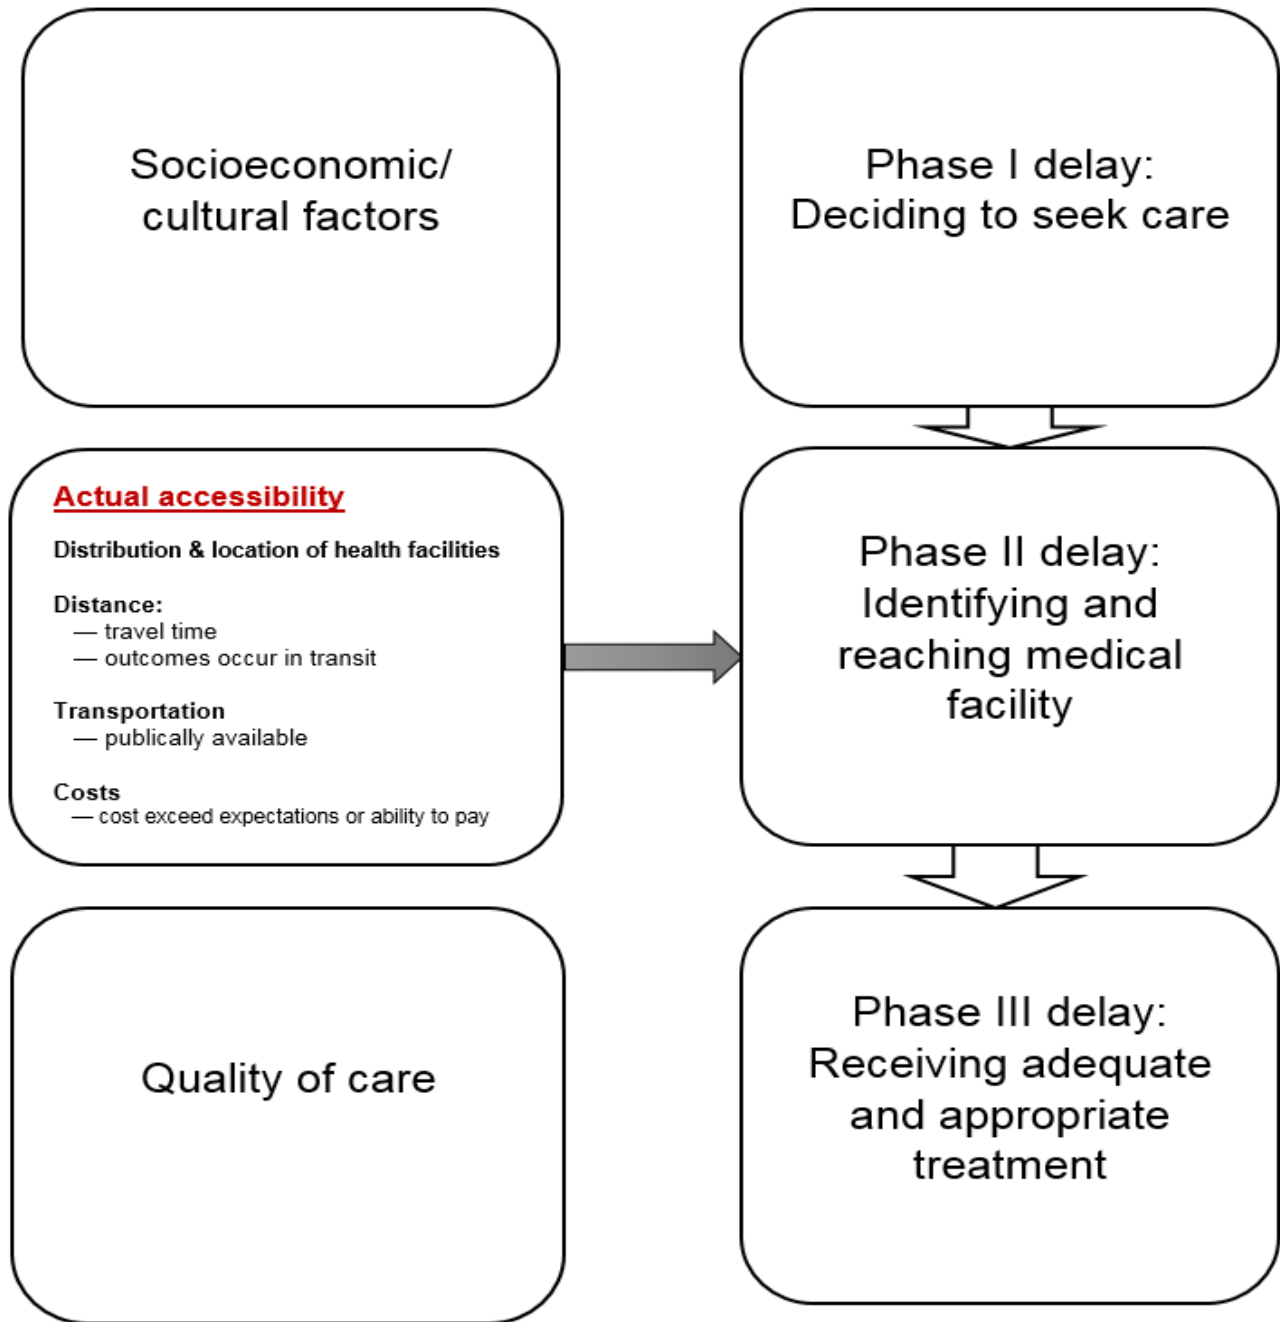 Socioeconomic/
cultural factors
Phase I delay:
Deciding to seek care
Actual accessibility
Distribution & location of health facilities
Distance:
— travel time
— outcomes occur in transit
Transportation
— publically available
Costs
— cost exceed expectations or ability to pay
Phase II delay:
Identifying and
reaching medical
facility
Quality of care
Phase III delay:
Receiving adequate
and appropriate
treatment